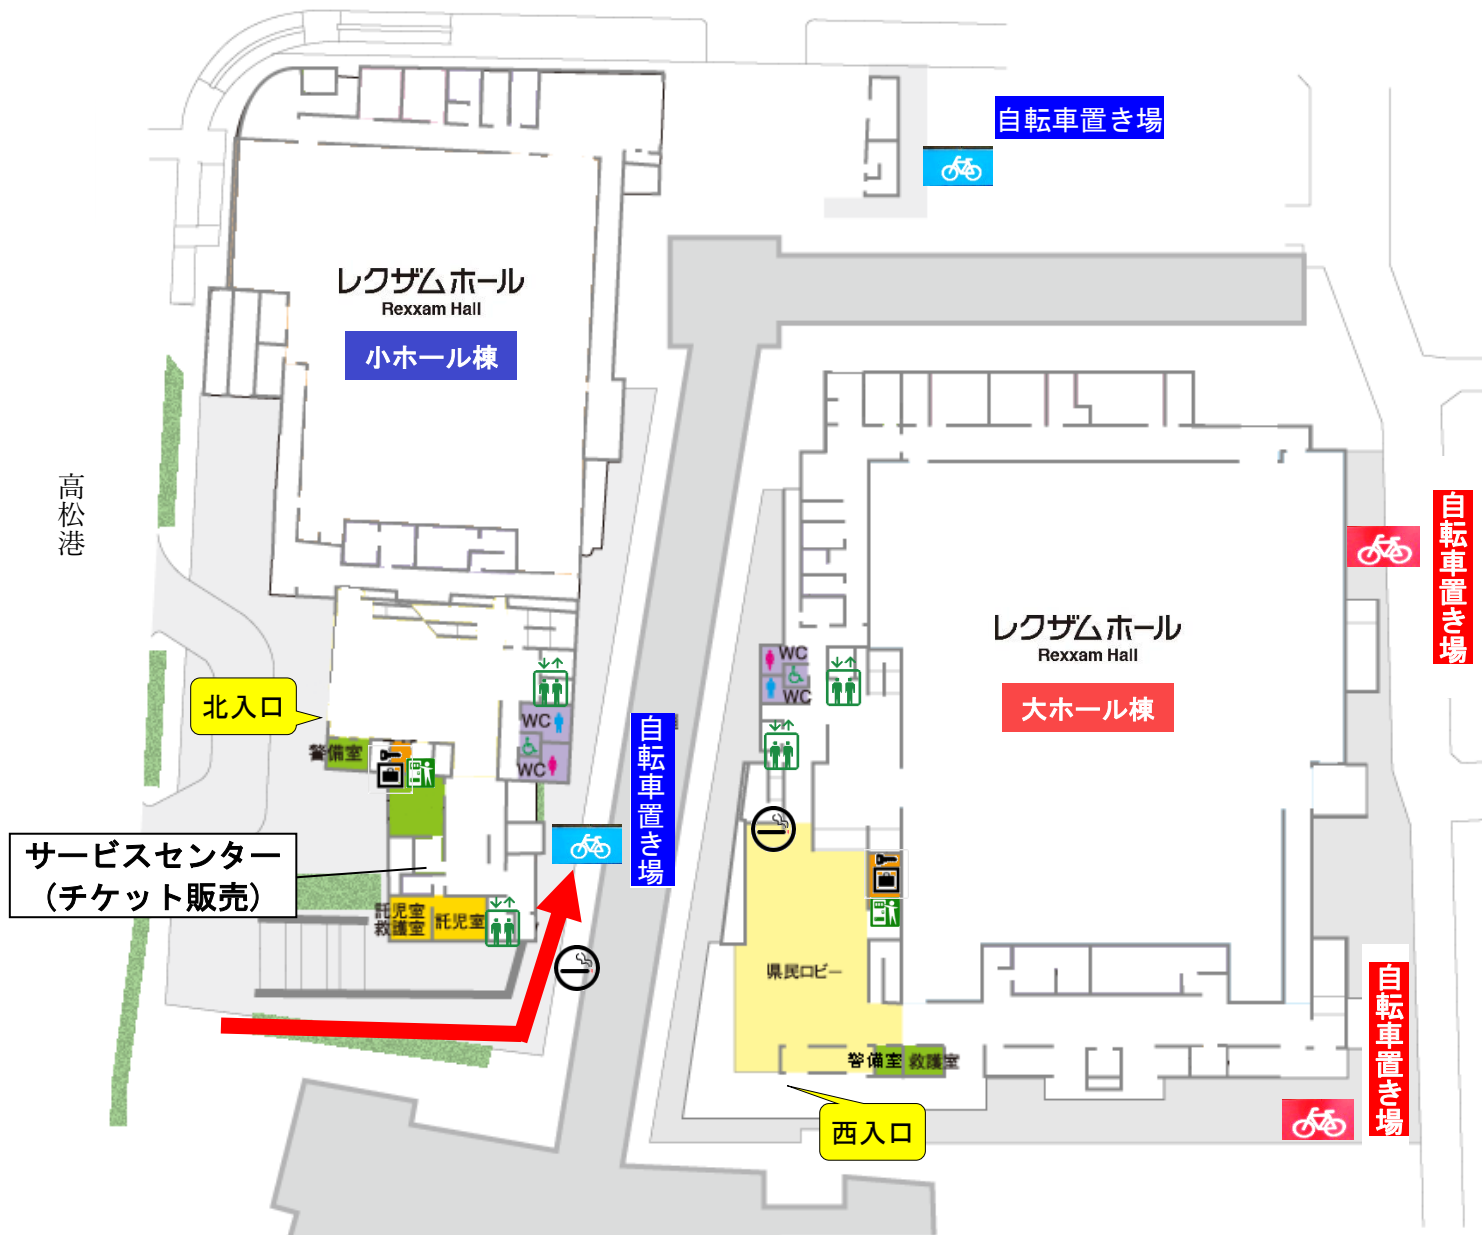 自転車置き場
レクザムホール
Rexxam Hall
小ホール棟
高松港
自転車置き場
レクザムホール
Rexxam Hall
大ホール棟
WC
WC
北入口
WC
WC
警備室
自転車置き場
サービスセンター
（チケット販売）
託児室
救護室
託児室
県民ロビー
自転車置き場
警備室
救護室
西入口